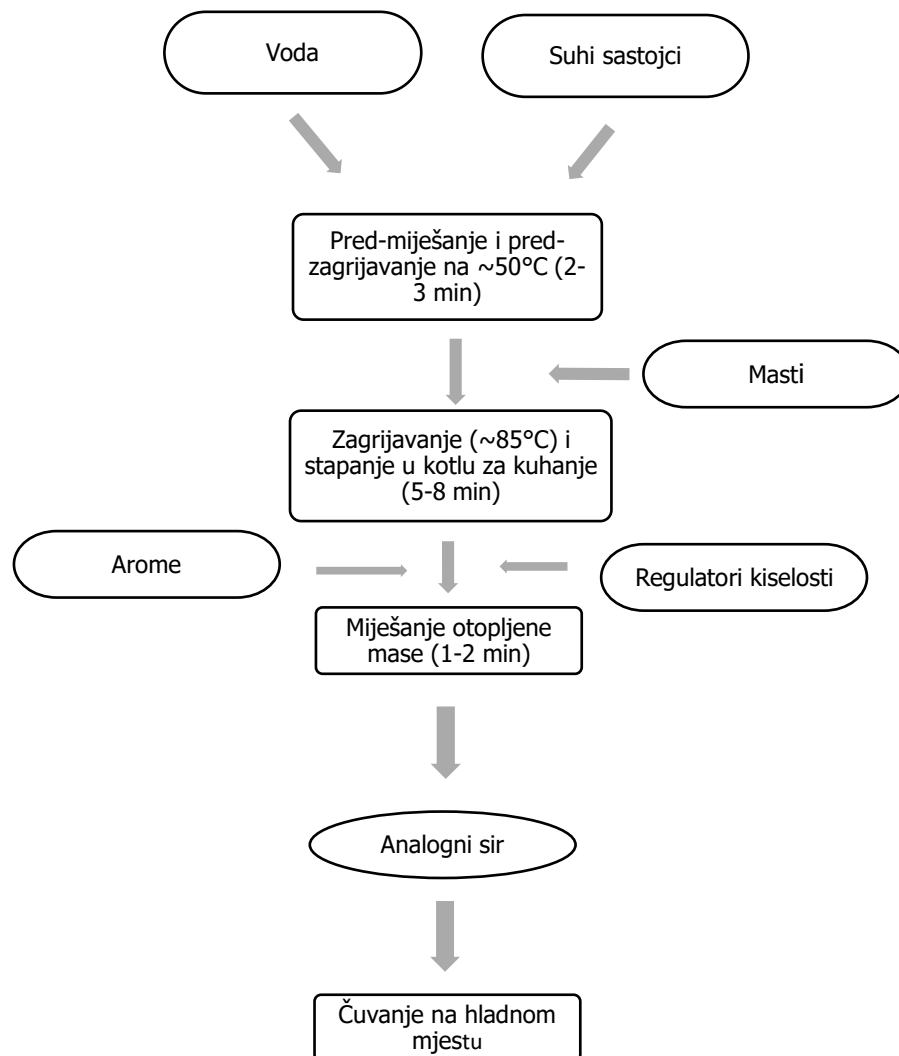 Voda
Suhi sastojci
Pred-miješanje i pred-
zagrijavanje na ~50°C (2-
3 min)
Masti
Zagrijavanje (~85°C) i
stapanje u kotlu za kuhanje
(5-8 min)
Arome
Regulatori kiselosti
Miješanje otopljene
mase (1-2 min)
Analogni sir
Čuvanje na hladnom
mjestu